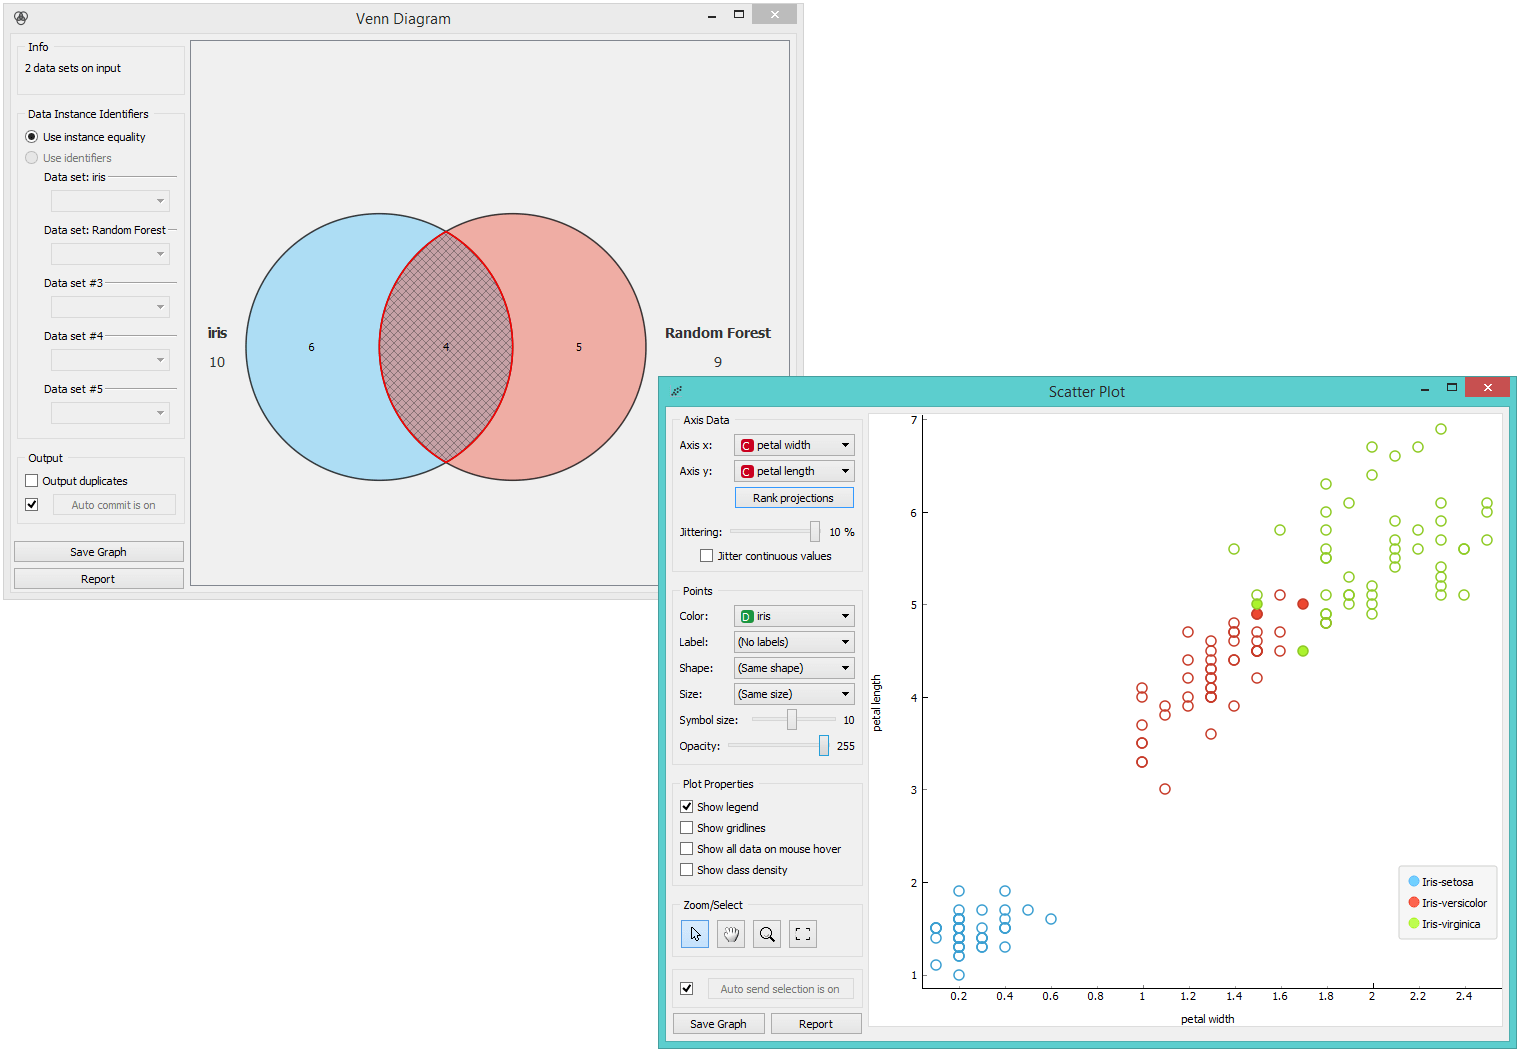 Venn Diagram
Info
2 data sets on input
Data Instance Identifiers
Use instance equality
Use identifiers
Data set: iris
Data set: Random Forest
Data set #3
Data set #4
Data set #5
Output
Output duplicates
Auto commit is on
Save Graph
Report
iris
10
6
4
5
Random Forest
9
Scatter Plot
Axis Data
Axis x: C petal width
Axis y: C petal length
Rank projections
Jittering: 10 %
Jitter continuous values
Points
Color: D iris
Label: (No labels)
Shape: (Same shape)
Size: (Same size)
Symbol size: 10
Opacity: 255
Plot Properties
Show legend
Show gridlines
Show all data on mouse hover
Show class density
Zoom/Select
Auto send selection is on
Save Graph Report
petal length
7
6
5
4
3
2
1
0.2 0.4 0.6 0.8 1 1.2 1.4 1.6 1.8 2 2.2 2.4
petal width
Iris-setosa
Iris-versicolor
Iris-virginica